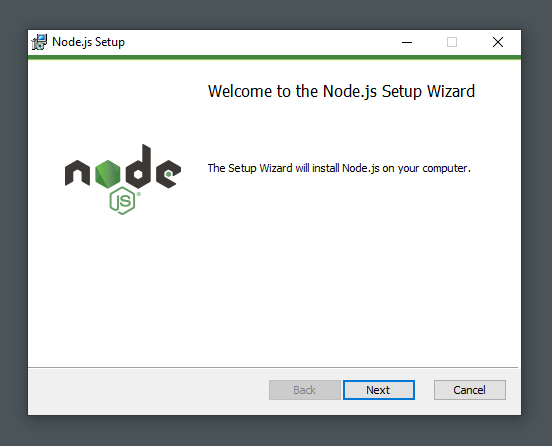 Node.js Setup
Welcome to the Node.js Setup Wizard
The Setup Wizard will install Node.js on your computer.
node
JS
®
Back
Next
Cancel